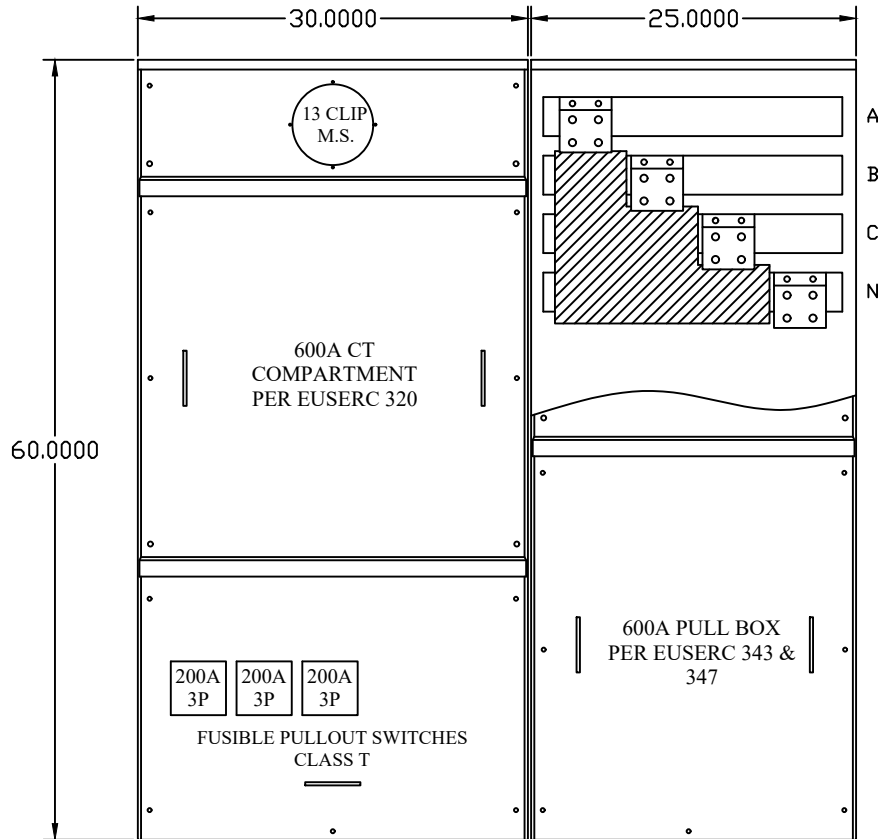 30.0000
25.0000
13 CLIP
M.S.
A
B
C
N
600A CT
COMPARTMENT
PER EUSERC 320
60.0000
600A PULL BOX
PER EUSERC 343 &
347
200A
3P
200A
3P
200A
3P
FUSIBLE PULLOUT SWITCHES
CLASS T